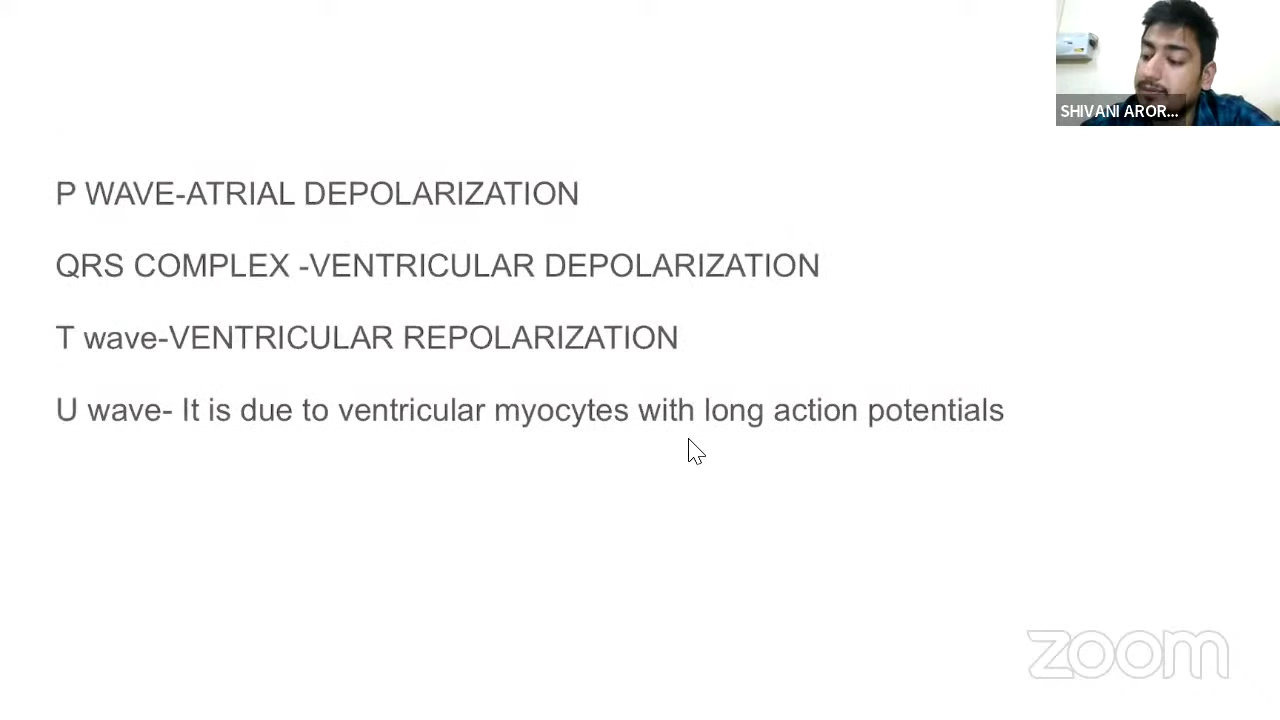 SHIVANI AROR...
P WAVE-ATRIAL DEPOLARIZATION
QRS COMPLEX -VENTRICULAR DEPOLARIZATION
T wave-VENTRICULAR REPOLARIZATION
U wave- It is due to ventricular myocytes with long action potentials
zoom